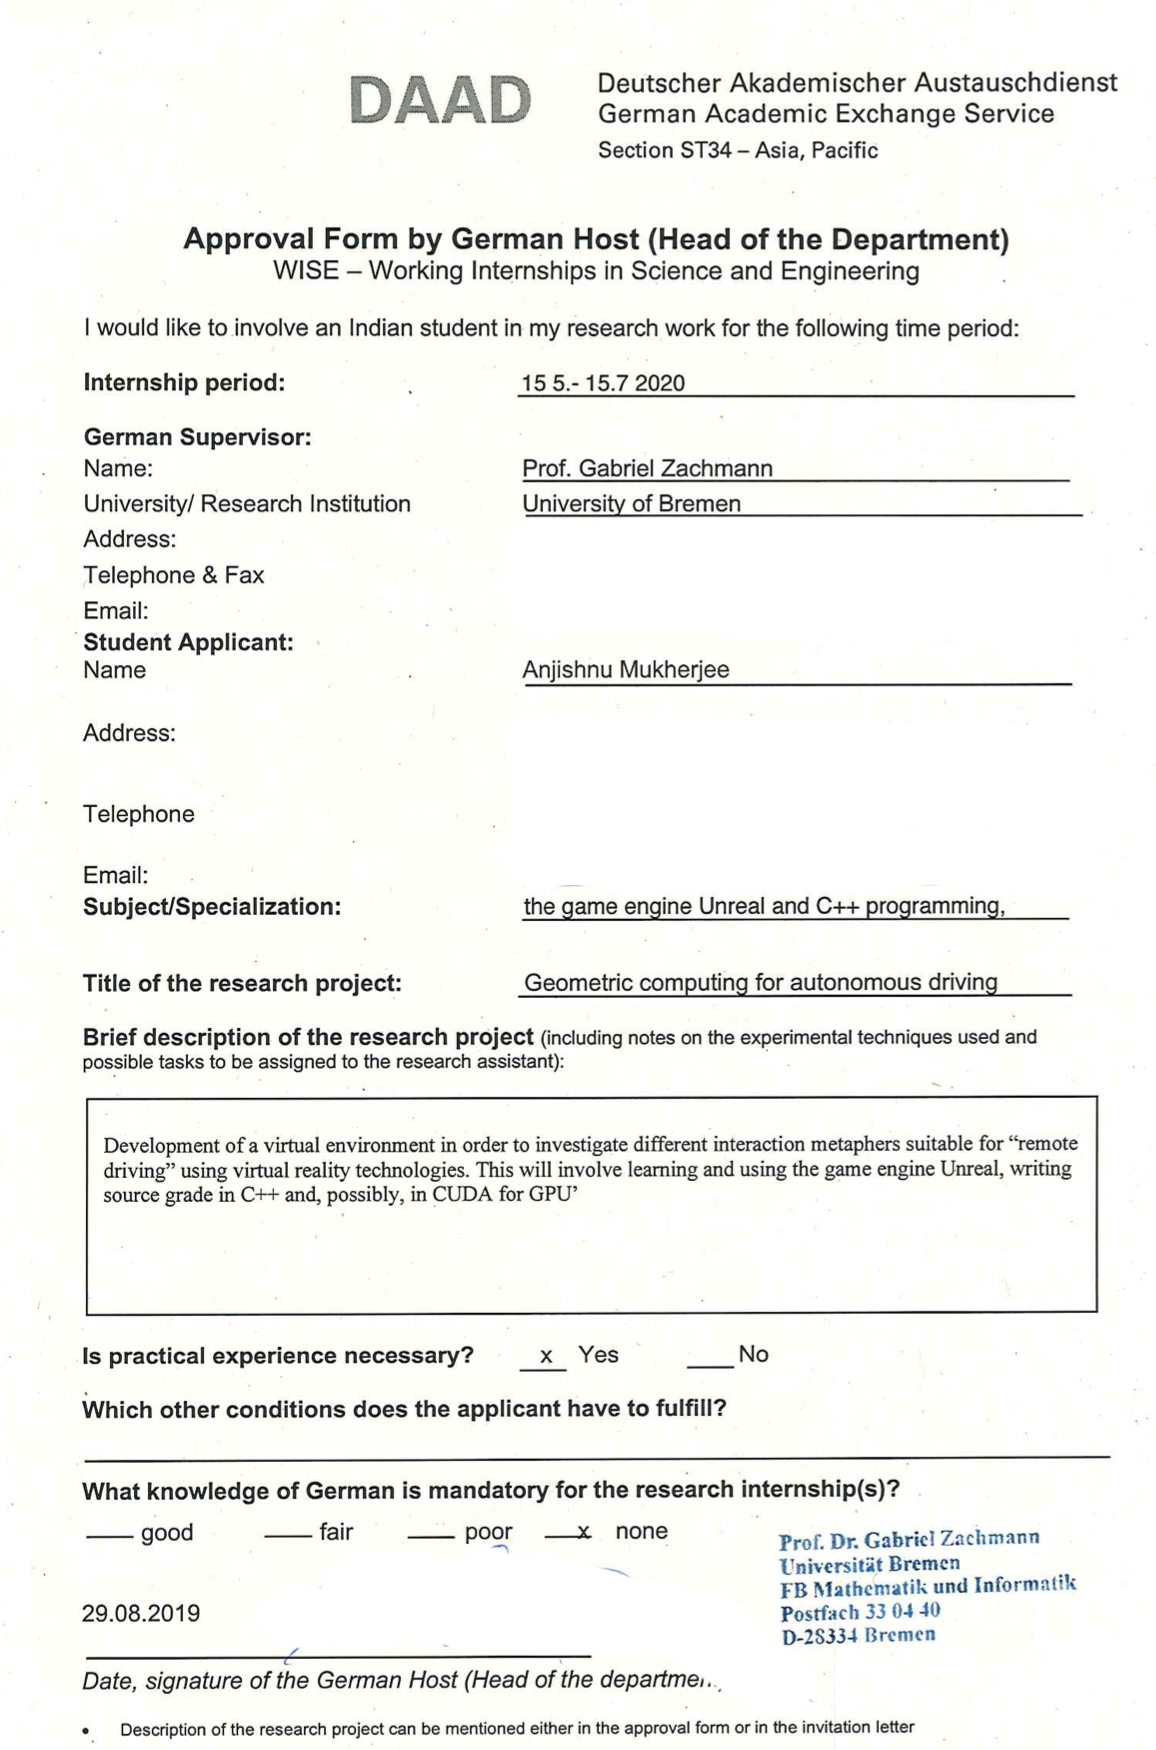 DAAD
Deutscher Akademischer Austauschdienst
German Academic Exchange Service
Section ST34 – Asia, Pacific
Approval Form by German Host (Head of the Department)
WISE – Working Internships in Science and Engineering
I would like to involve an Indian student in my research work for the following time period:
Internship period: 15 5.- 15.7 2020
German Supervisor:
Name: Prof. Gabriel Zachmann
University/ Research Institution University of Bremen
Address:
Telephone & Fax
Email:
Student Applicant:
Name Anjishnu Mukherjee
Address:
Telephone
Email:
Subject/Specialization: the game engine Unreal and C++ programming,
Title of the research project: Geometric computing for autonomous driving
Brief description of the research project (including notes on the experimental techniques used and
possible tasks to be assigned to the research assistant):
Development of a virtual environment in order to investigate different interaction metaphers suitable for “remote
driving” using virtual reality technologies. This will involve learning and using the game engine Unreal, writing
source grade in C++ and, possibly, in CUDA for GPU’
Is practical experience necessary? x Yes ___ No
Which other conditions does the applicant have to fulfill?
What knowledge of German is mandatory for the research internship(s)?
___ good ___ fair ___ poor x none
Prof. Dr. Gabriel Zachmann
Universität Bremen
FB Mathematik und Informatik
Postfach 33 04 40
D-28334 Bremen
29.08.2019
Date, signature of the German Host (Head of the
• Description of the research project can be mentioned either in the approval form or in the invitation letter